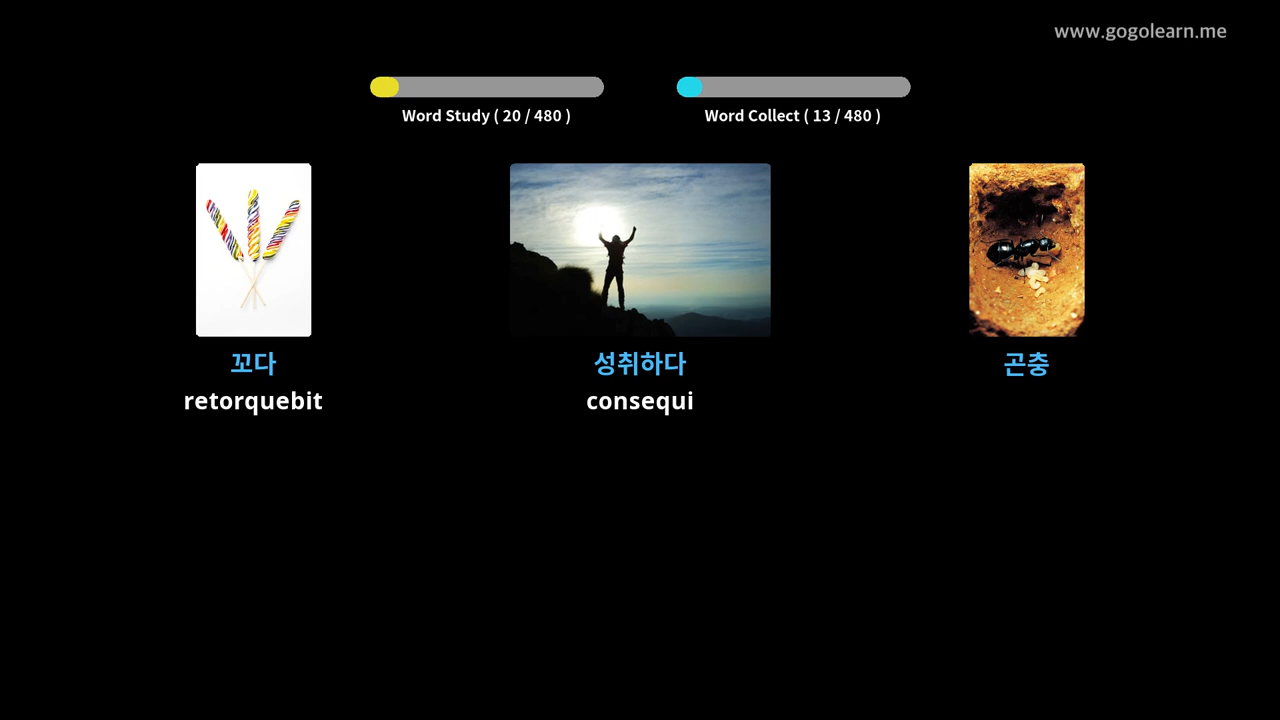 www.gogolearn.me
Word Study ( 20 / 480 )
Word Collect ( 13 / 480 )
꼬다
성취하다
곤충
retorquebit
consequi